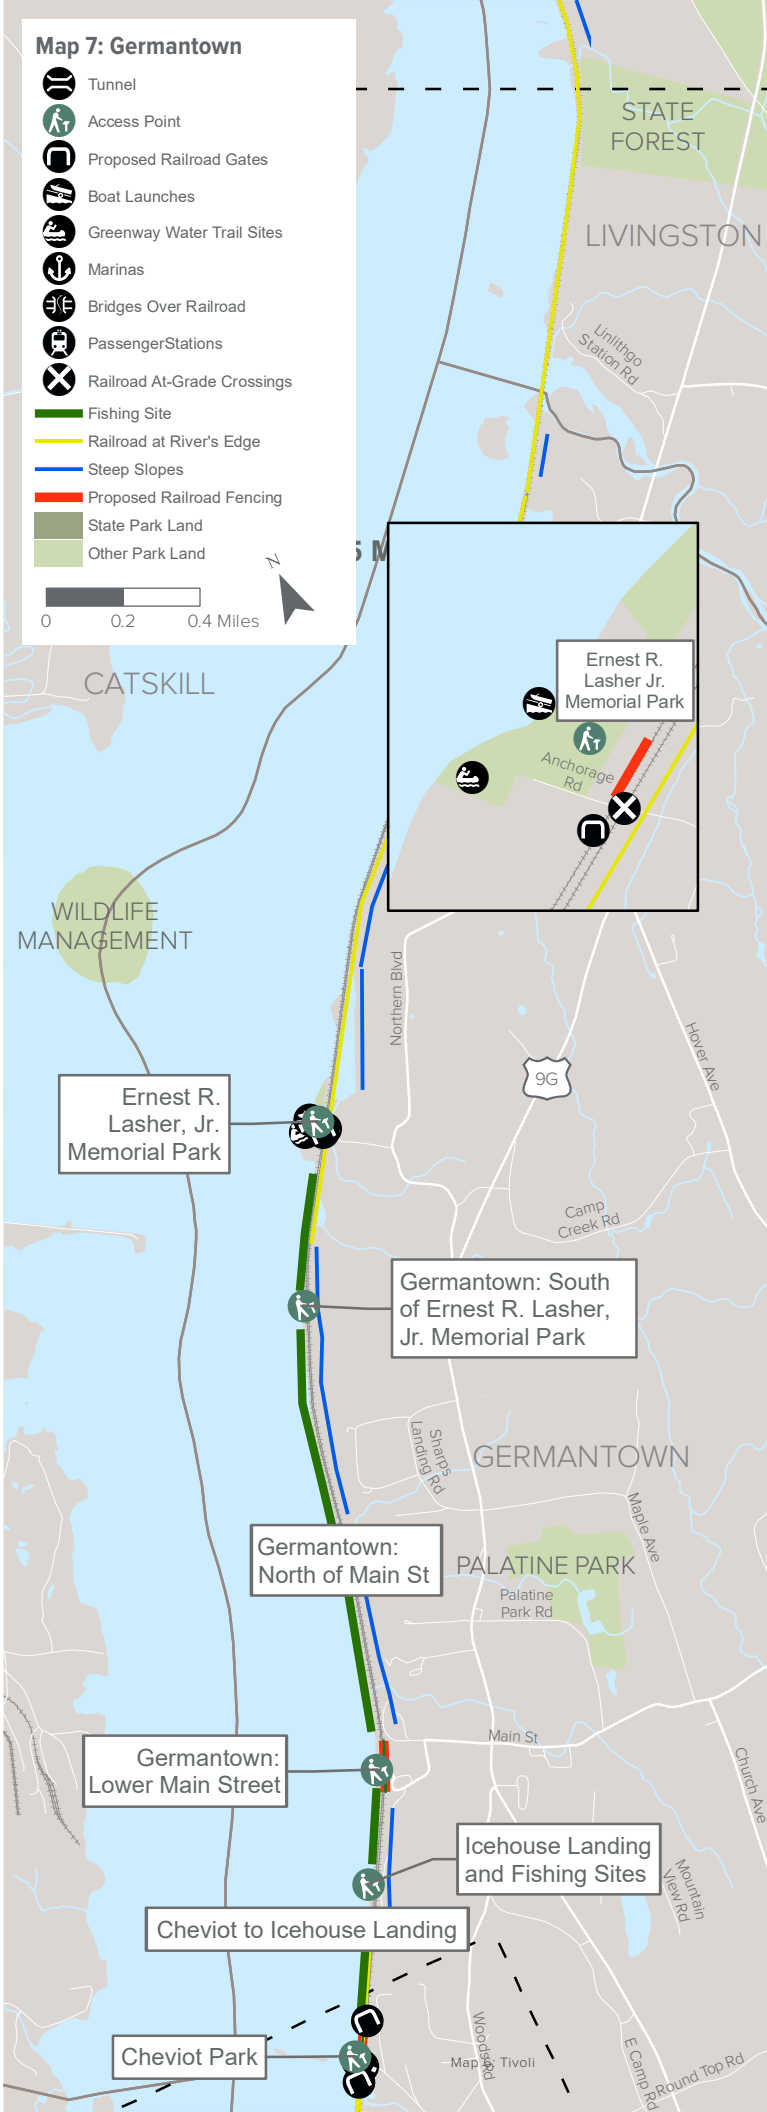 Map 7: Germantown
Tunnel
Access Point
Proposed Railroad Gates
Boat Launches
Greenway Water Trail Sites
Marinas
Bridges Over Railroad
PassengerStations
Railroad At-Grade Crossings
Fishing Site
Railroad at River's Edge
Steep Slopes
Proposed Railroad Fencing
State Park Land
Other Park Land
N
0
0.2
0.4 Miles
STATE
FOREST
LIVINGSTON
Linlithgo
Station Rd
5 M
Ernest R.
Lasher Jr.
Memorial Park
Anchorage
Rd
CATSKILL
WILDLIFE
MANAGEMENT
Northern Blvd
Hover Ave
9G
Ernest R.
Lasher, Jr.
Memorial Park
Camp
Creek Rd
Germantown: South
of Ernest R. Lasher,
Jr. Memorial Park
Sharps
Landing Rd
GERMANTOWN
Maple Ave
Germantown:
North of Main St
PALATINE PARK
Palatine
Park Rd
Main St
Germantown:
Lower Main Street
Church Ave
Icehouse Landing
and Fishing Sites
Mountain
View Rd
Cheviot to Icehouse Landing
Cheviot Park
Woods Rd
Map 6: Tivoli
E Camp Rd
Round Top Rd